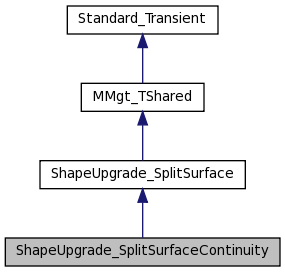 Standard_Transient
MMgt_TShared
ShapeUpgrade_SplitSurface
ShapeUpgrade_SplitSurfaceContinuity